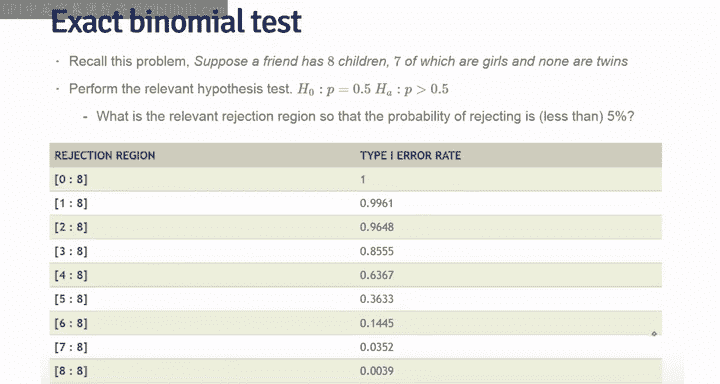 Exact binomial test
· Recall this problem, Suppose a friend has 8 children, 7 of which are girls and none are twins
· Perform the relevant hypothesis test. H₀ : p = 0.5 Hₐ : p > 0.5
- What is the relevant rejection region so that the probability of rejecting is (less than) 5%?
REJECTION REGION TYPE I ERROR RATE
[0 : 8] 1
[1 : 8] 0.9961
[2 : 8] 0.9648
[3 : 8] 0.8555
[4 : 8] 0.6367
[5 : 8] 0.3633
[6 : 8] 0.1445
[7 : 8] 0.0352
[8 : 8] 0.0039